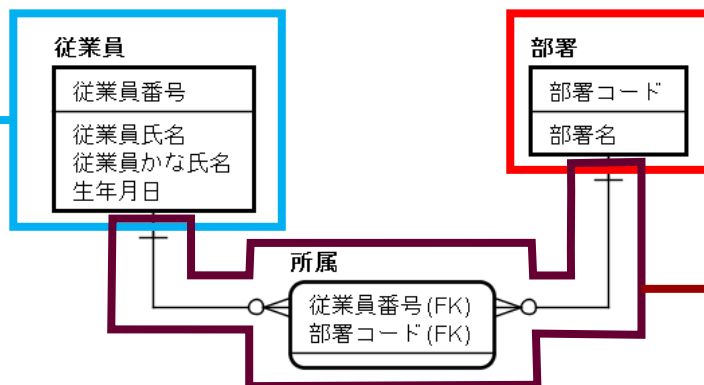 従業員
従業員番号
従業員氏名
従業員かな氏名
生年月日
部署
部署コード
部署名
所属
従業員番号(FK)
部署コード(FK)